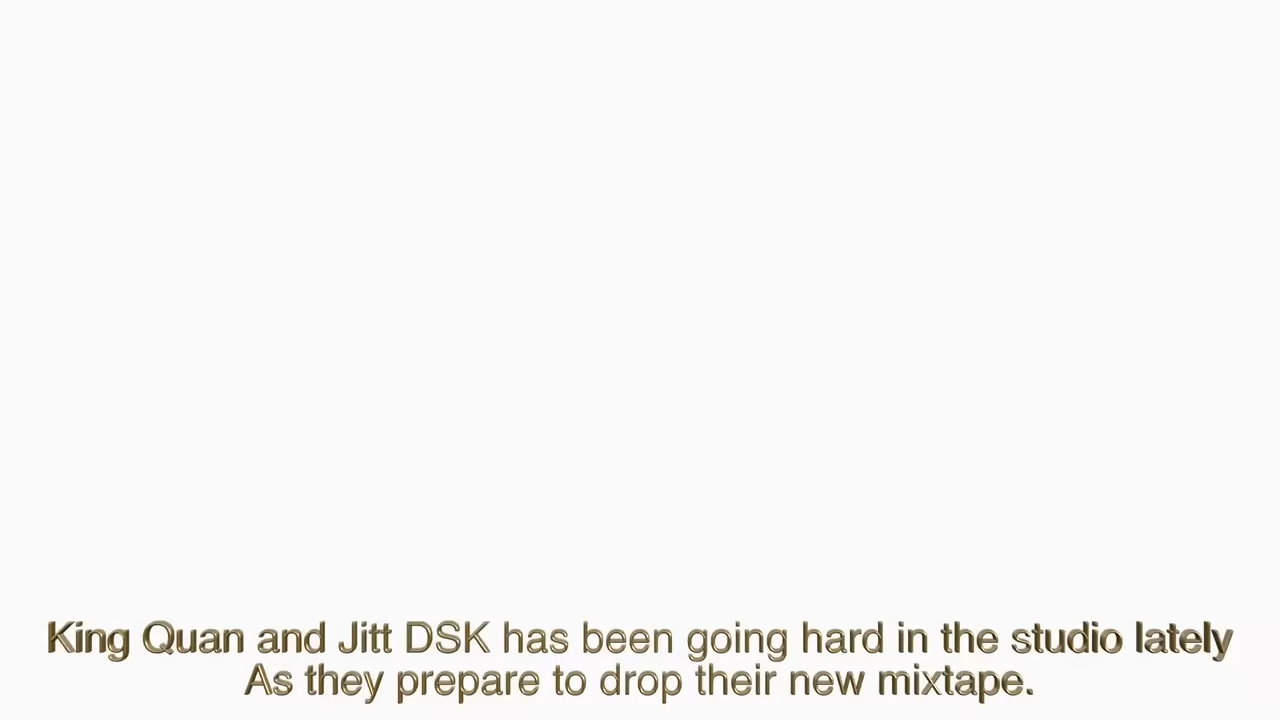 King Quan and Jitt DSK has been going hard in the studio lately
As they prepare to drop their new mixtape.